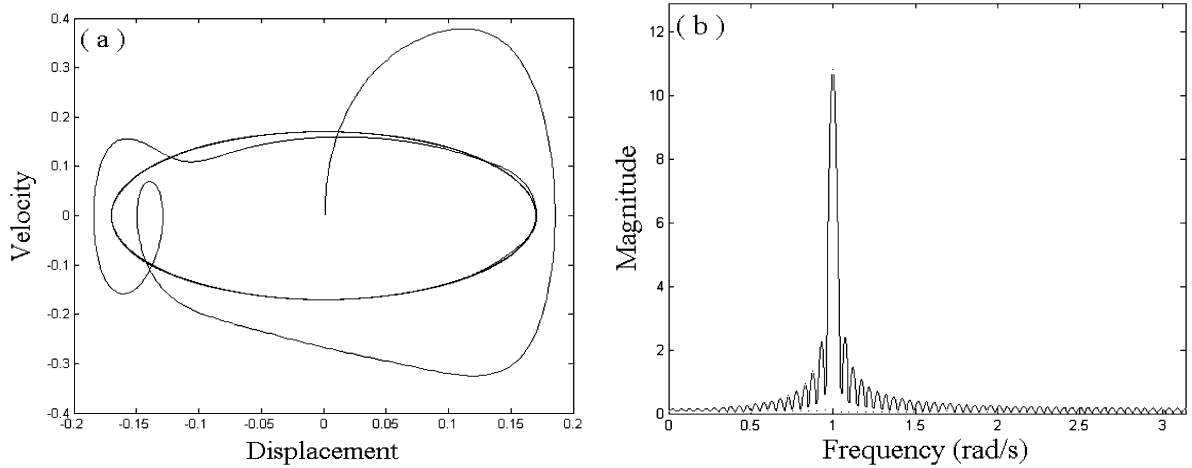 ( a )
0.4
0.3
0.2
0.1
0
-0.1
-0.2
-0.3
-0.4
Velocity
-0.2 -0.15 -0.1 -0.05 0 0.05 0.1 0.15 0.2
Displacement
( b )
12
10
8
6
4
2
0
Magnitude
0 0.5 1 1.5 2 2.5 3
Frequency (rad/s)